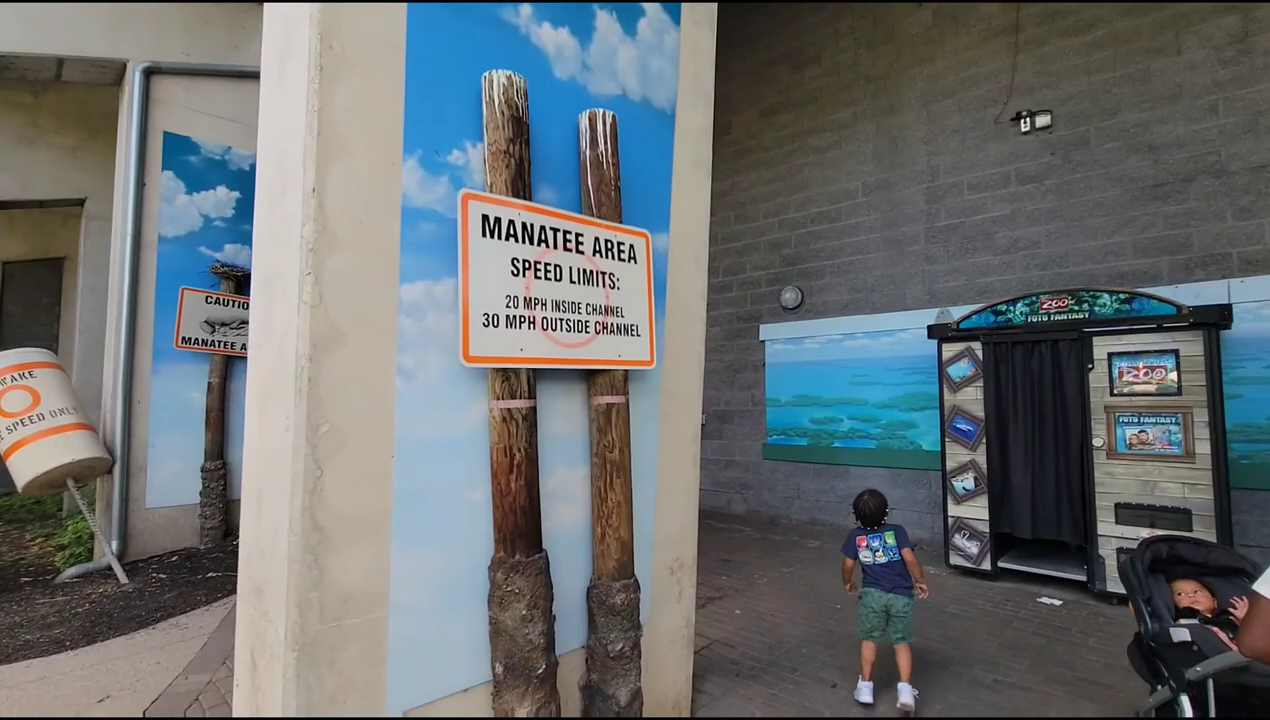 WAKE
SPEED ONLY
CAUTIO
MANATEE A
MANATEE AREA
SPEED LIMITS:
20 MPH INSIDE CHANNEL
30 MPH OUTSIDE CHANNEL
ZOO
FOTO FANTASY
ZOO
FOTO FANTASY